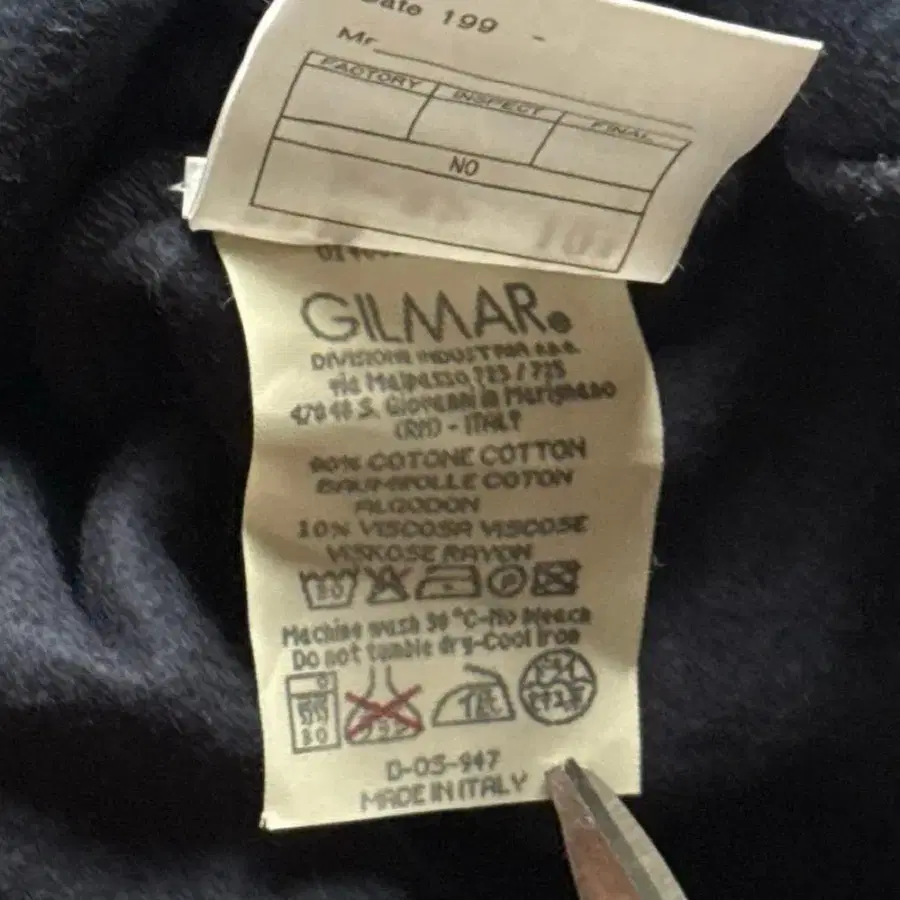 Date 199 -
Mr
FACTORY INSPECT FINAL
NO
GILMAR
DIVISIONE INDUSTRIA s.p.a.
via Malpasso 723/725
S. Giovanni in Marignano
(RN) - ITALY
90% COTONE COTTON
BAUMWOLLE COTON
ALGODON
10% VISCOSA VISCOSE
VISKOSE RAYON
30
Machine wash 30°C-No bleach
Do not tumble dry-Cool Iron
30
D-05-947
MADE IN ITALY